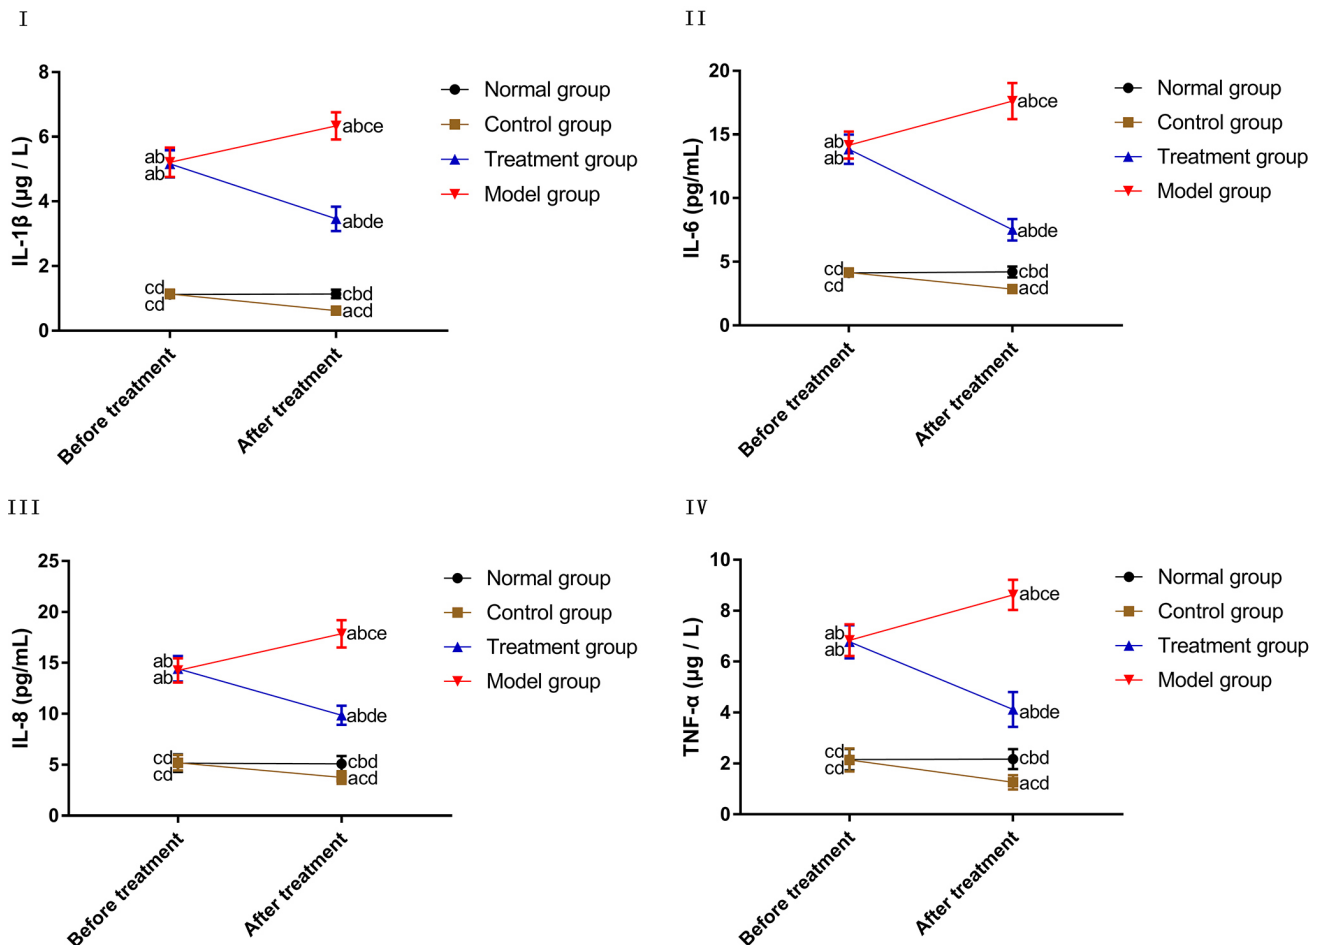 I
IL-1β (μg / L)
8
6
4
2
0
ab
ab
cd
cd
abce
abde
cbd
acd
Before treatment
After treatment
Normal group
Control group
Treatment group
Model group
II
IL-6 (pg/mL)
20
15
10
5
0
ab
ab
cd
cd
abce
abde
cbd
acd
Before treatment
After treatment
Normal group
Control group
Treatment group
Model group
III
IL-8 (pg/mL)
25
20
15
10
5
0
ab
ab
cd
cd
abce
abde
cbd
acd
Before treatment
After treatment
Normal group
Control group
Treatment group
Model group
IV
TNF-α (μg / L)
10
8
6
4
2
0
ab
ab
cd
cd
abce
abde
cbd
acd
Before treatment
After treatment
Normal group
Control group
Treatment group
Model group